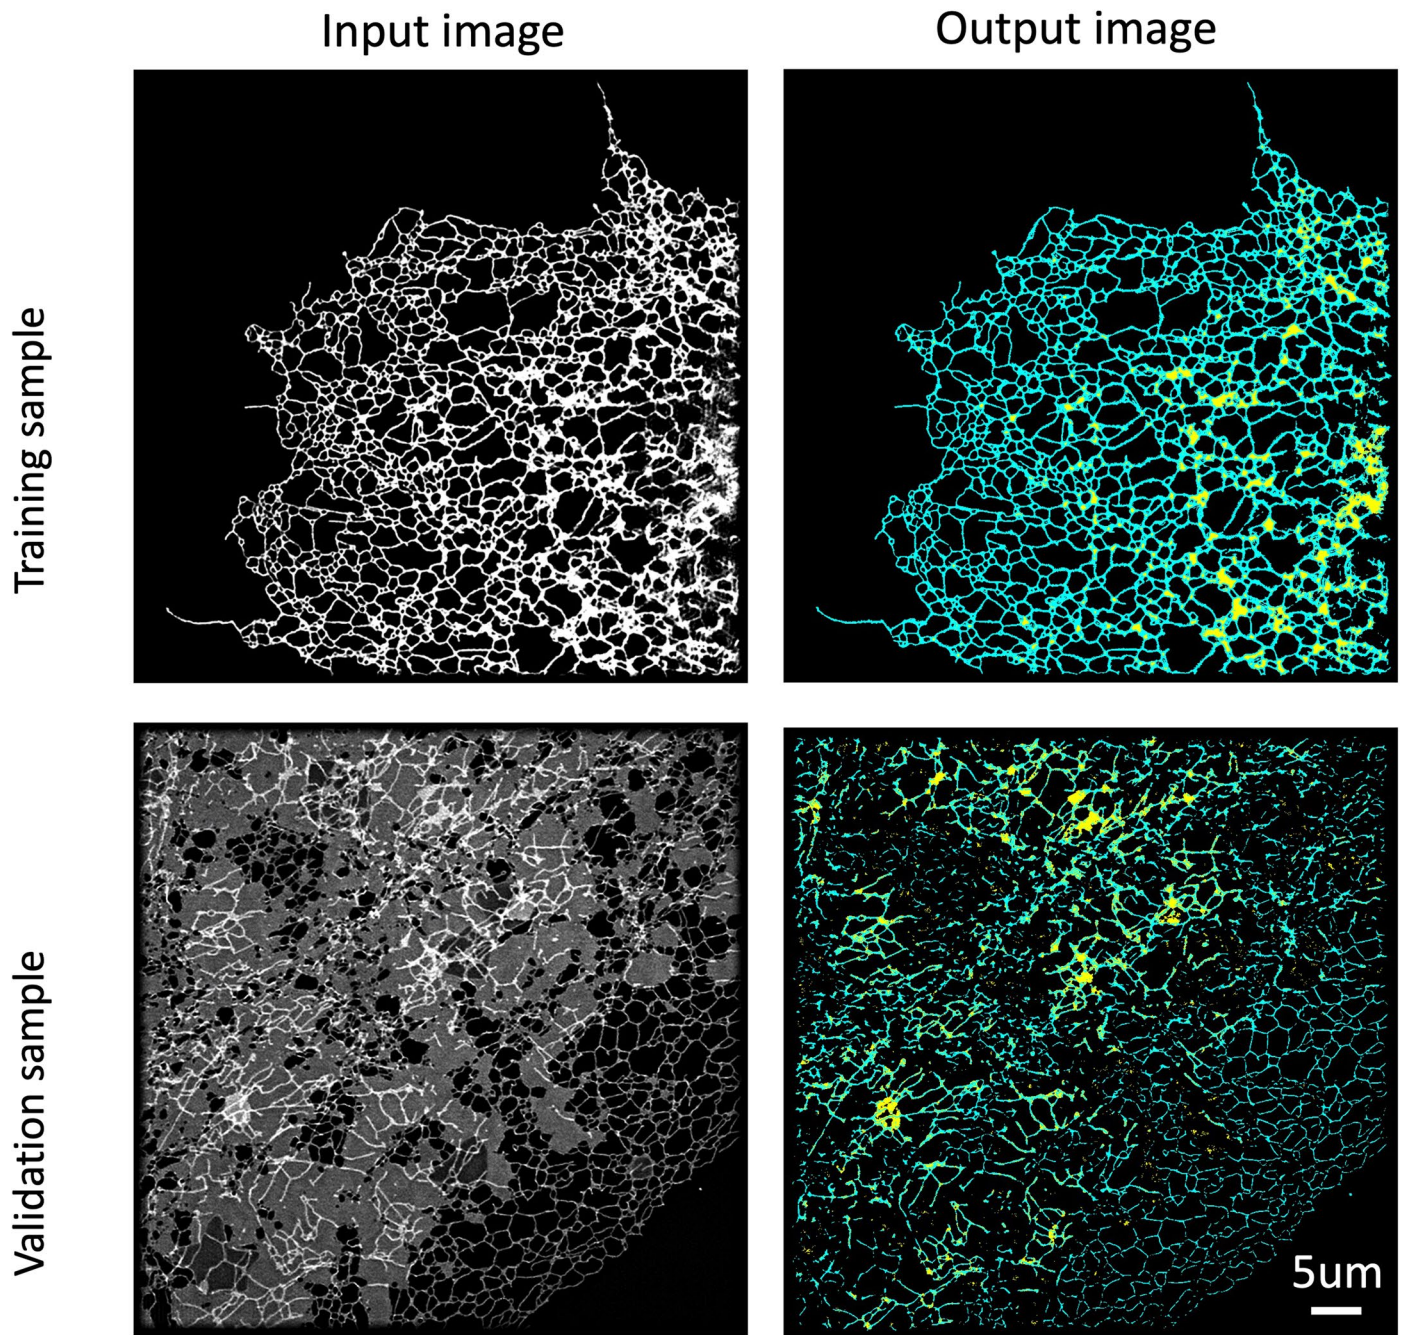 Input image
Output image
Training sample
Validation sample
5um